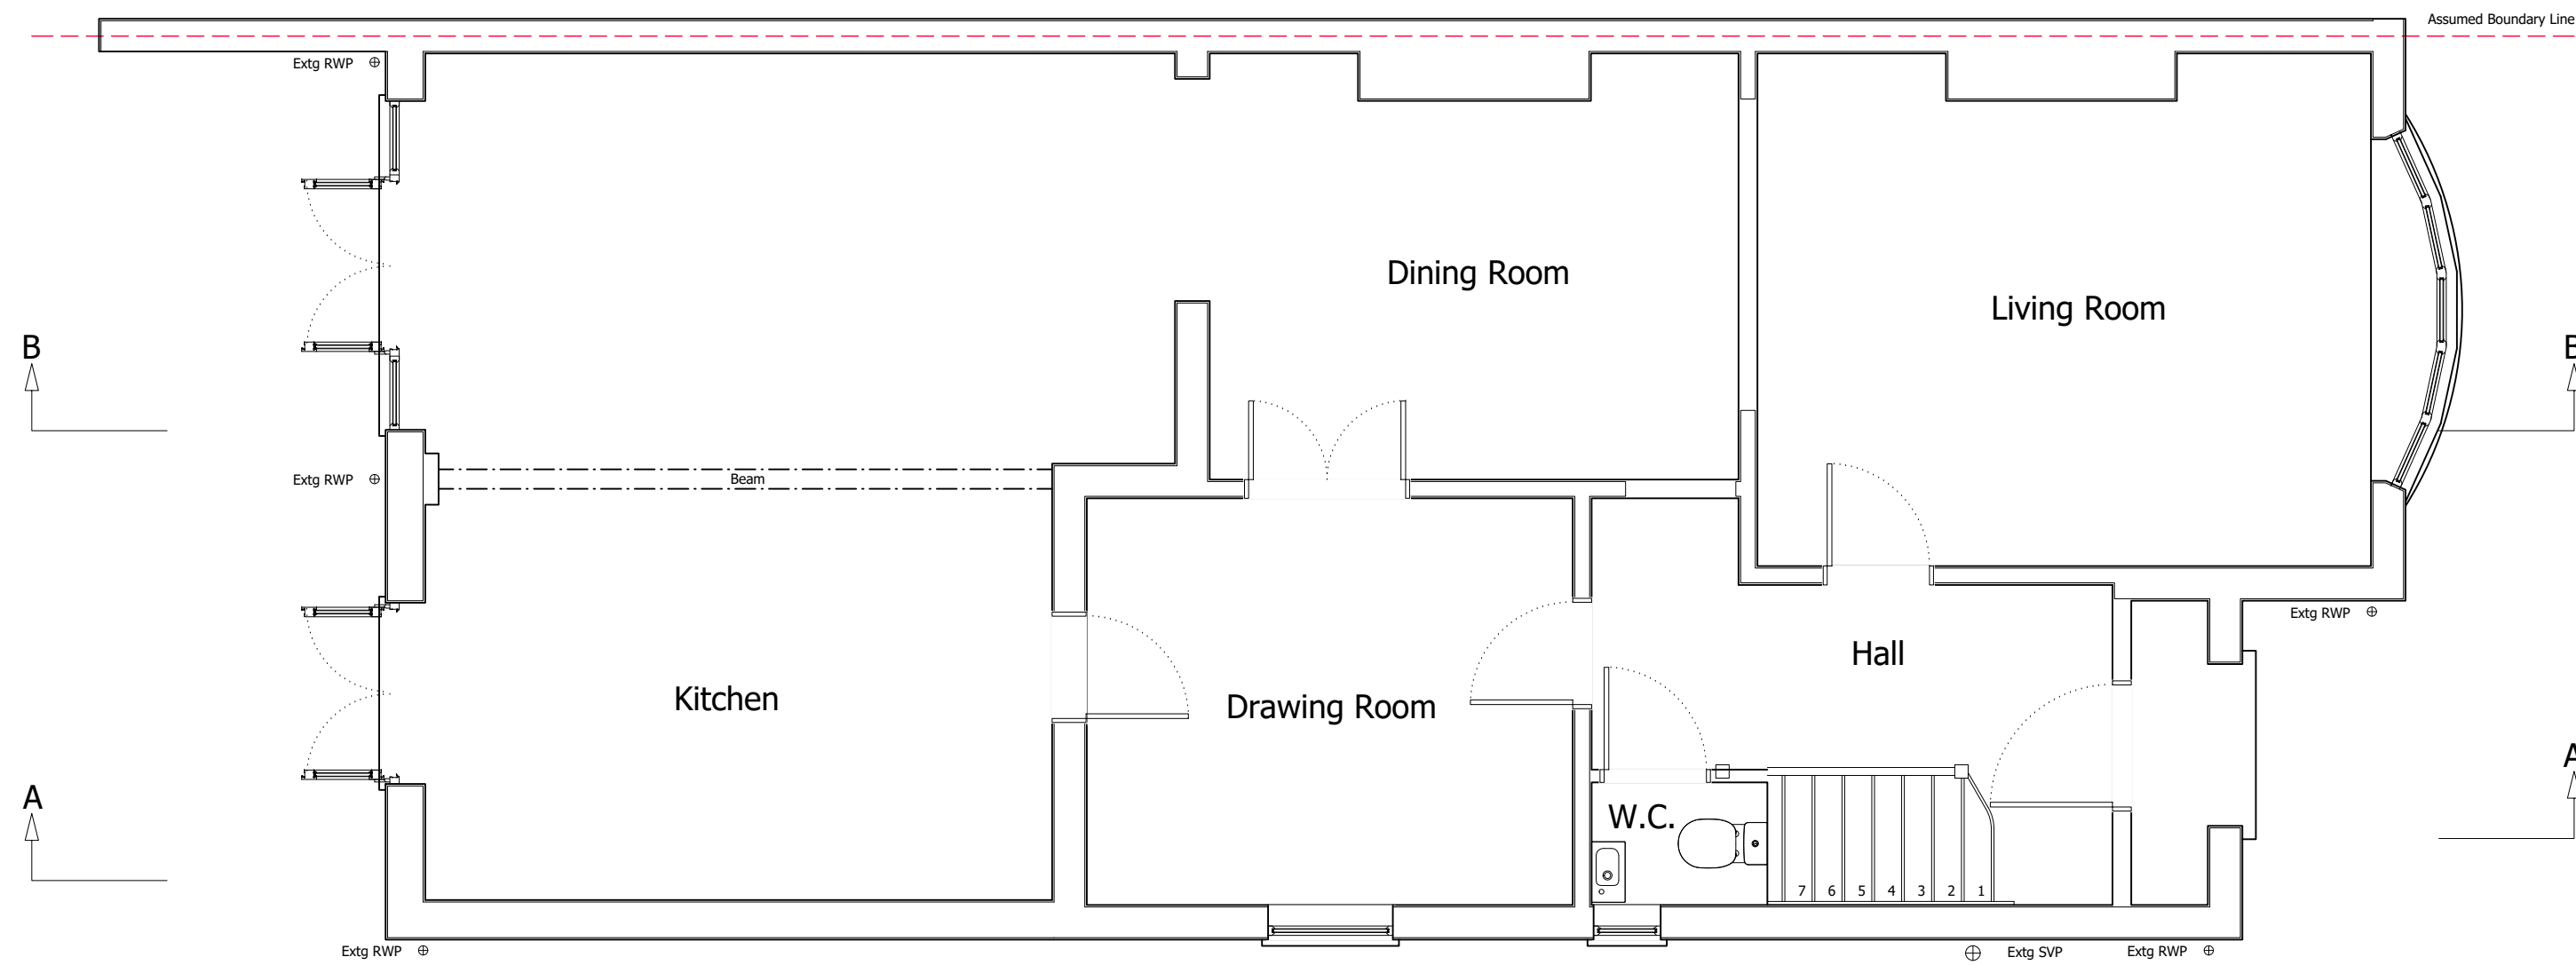 Assumed Boundary Line
Extg RWP
Dining Room
Living Room
B
B
Extg RWP
Beam
Extg RWP
Hall
Kitchen
Drawing Room
A
A
W.C.
7 6 5 4 3 2 1
Extg RWP
Extg SVP
Extg RWP